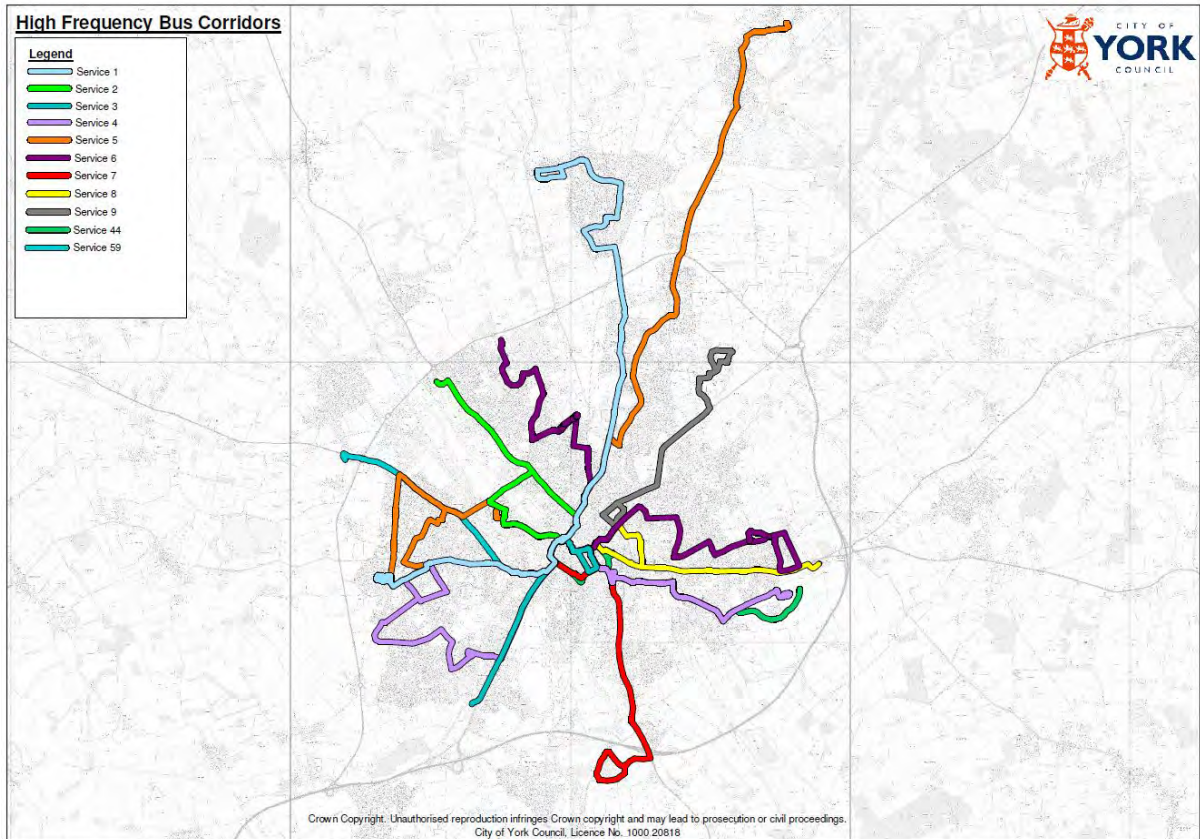 High Frequency Bus Corridors
Legend
Service 1
Service 2
Service 3
Service 4
Service 5
Service 6
Service 7
Service 8
Service 9
Service 44
Service 59
CITY OF
YORK
COUNCIL
Crown Copyright. Unauthorised reproduction infringes Crown copyright and may lead to prosecution or civil proceedings.
City of York Council, Licence No. 1000 20818